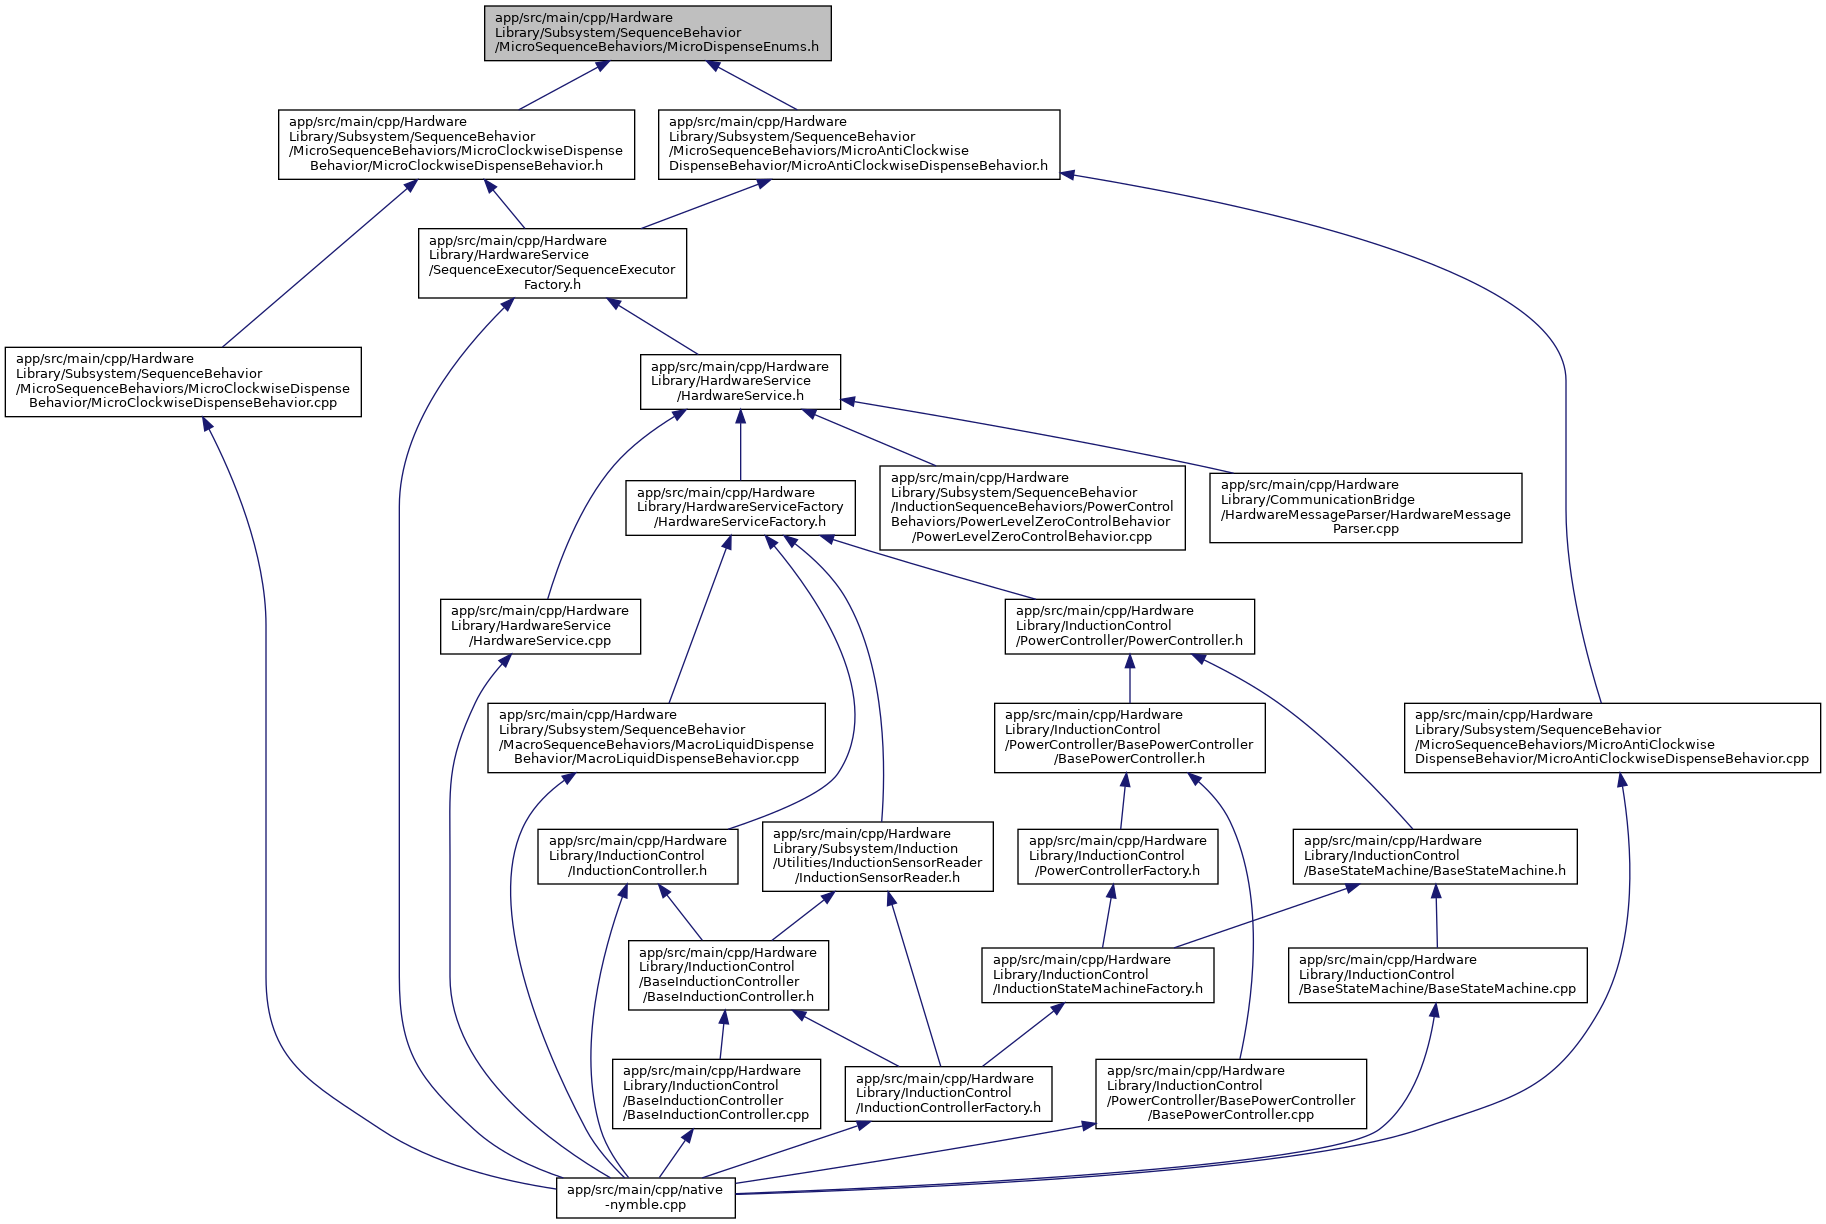 app/src/main/cpp/Hardware
Library/Subsystem/SequenceBehavior
/MicroSequenceBehaviors/MicroDispenseEnums.h
app/src/main/cpp/Hardware
Library/Subsystem/SequenceBehavior
/MicroSequenceBehaviors/MicroClockwiseDispense
Behavior/MicroClockwiseDispenseBehavior.h
app/src/main/cpp/Hardware
Library/Subsystem/SequenceBehavior
/MicroSequenceBehaviors/MicroAntiClockwise
DispenseBehavior/MicroAntiClockwiseDispenseBehavior.h
app/src/main/cpp/Hardware
Library/HardwareService
/SequenceExecutor/SequenceExecutor
Factory.h
app/src/main/cpp/Hardware
Library/Subsystem/SequenceBehavior
/MicroSequenceBehaviors/MicroClockwiseDispense
Behavior/MicroClockwiseDispenseBehavior.cpp
app/src/main/cpp/Hardware
Library/HardwareService
/HardwareService.h
app/src/main/cpp/Hardware
Library/HardwareServiceFactory
/HardwareServiceFactory.h
app/src/main/cpp/Hardware
Library/Subsystem/SequenceBehavior
/InductionSequenceBehaviors/PowerControl
Behaviors/PowerLevelZeroControlBehavior
/PowerLevelZeroControlBehavior.cpp
app/src/main/cpp/Hardware
Library/CommunicationBridge
/HardwareMessageParser/HardwareMessage
Parser.cpp
app/src/main/cpp/Hardware
Library/HardwareService
/HardwareService.cpp
app/src/main/cpp/Hardware
Library/InductionControl
/PowerController/PowerController.h
app/src/main/cpp/Hardware
Library/Subsystem/SequenceBehavior
/MacroSequenceBehaviors/MacroLiquidDispense
Behavior/MacroLiquidDispenseBehavior.cpp
app/src/main/cpp/Hardware
Library/InductionControl
/PowerController/BasePowerController
/BasePowerController.h
app/src/main/cpp/Hardware
Library/Subsystem/SequenceBehavior
/MicroSequenceBehaviors/MicroAntiClockwise
DispenseBehavior/MicroAntiClockwiseDispenseBehavior.cpp
app/src/main/cpp/Hardware
Library/InductionControl
/InductionController.h
app/src/main/cpp/Hardware
Library/Subsystem/Induction
/Utilities/InductionSensorReader
/InductionSensorReader.h
app/src/main/cpp/Hardware
Library/InductionControl
/PowerControllerFactory.h
app/src/main/cpp/Hardware
Library/InductionControl
/BaseStateMachine/BaseStateMachine.h
app/src/main/cpp/Hardware
Library/InductionControl
/BaseInductionController
/BaseInductionController.h
app/src/main/cpp/Hardware
Library/InductionControl
/InductionStateMachineFactory.h
app/src/main/cpp/Hardware
Library/InductionControl
/BaseStateMachine/BaseStateMachine.cpp
app/src/main/cpp/Hardware
Library/InductionControl
/BaseInductionController
/BaseInductionController.cpp
app/src/main/cpp/Hardware
Library/InductionControl
/InductionControllerFactory.h
app/src/main/cpp/Hardware
Library/InductionControl
/PowerController/BasePowerController
/BasePowerController.cpp
app/src/main/cpp/native
-nymble.cpp